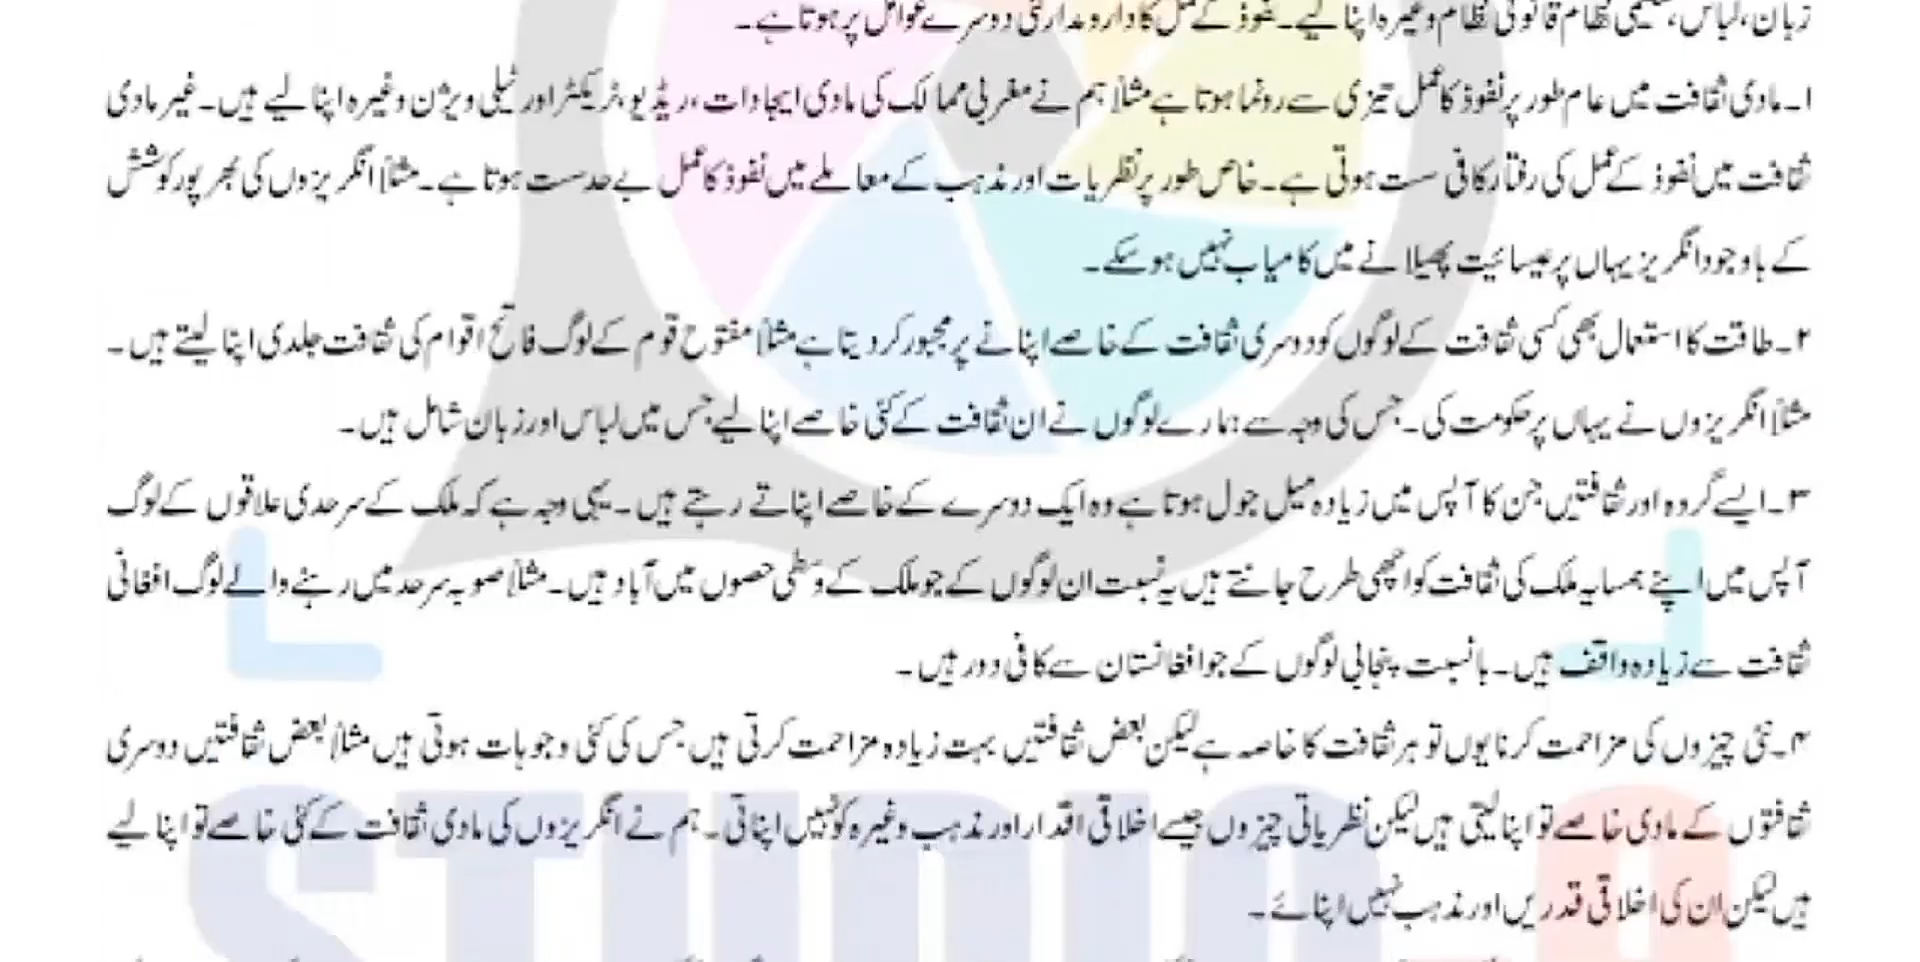 زبان، لباس، تعلیمی نظام قانونی نظام وغیرہ اپنا لیے۔ نفوذ کے عمل کا دارومدار کئی دوسرے عوامل پر ہوتا ہے۔
۱۔ مادی ثقافت میں عام طور پر نفوذ کا عمل تیزی سے رونما ہوتا ہے مثلاً ہم نے مغربی ممالک کی مادی ایجادات، ریڈیو، ٹریکٹر اور ٹیلی ویژن وغیرہ اپنا لیے ہیں۔ غیر مادی
ثقافت میں نفوذ کے عمل کی رفتار کافی سست ہوتی ہے۔ خاص طور پر نظریات اور مذہب کے معاملے میں نفوذ کا عمل بے حد سست ہوتا ہے۔ مثلاً انگریزوں کی بھر پور کوشش
کے باوجود انگریز یہاں پر عیسائیت پھیلانے میں کامیاب نہیں ہو سکے۔
۲۔ طاقت کا استعمال بھی کسی ثقافت کے لوگوں کو دوسری ثقافت کے خاصے اپنانے پر مجبور کر دیتا ہے مثلاً مفتوح قوم کے لوگ فاتح اقوام کی ثقافت جلدی اپنا لیتے ہیں۔
مثلاً انگریزوں نے یہاں پر حکومت کی۔ جس کی وجہ سے ہمارے لوگوں نے ان ثقافت کے کئی خاصے اپنا لیے جس میں لباس اور زبان شامل ہیں۔
۳۔ ایسے گروہ اور ثقافتیں جن کا آپس میں زیادہ میل جول ہوتا ہے وہ ایک دوسرے کے خاصے اپناتے رہتے ہیں۔ یہی وجہ ہے کہ ملک کے سرحدی علاقوں کے لوگ
آپس میں اپنے ہمسایہ ملک کی ثقافت کو اچھی طرح جانتے ہیں بہ نسبت ان لوگوں کے جو ملک کے وسطی حصوں میں آباد ہیں۔ مثلاً صوبہ سرحد میں رہنے والے لوگ افغانی
ثقافت سے زیادہ واقف ہیں۔ بانسبت پنجابی لوگوں کے جو افغانستان سے کافی دور ہیں۔
۴۔ نئی چیزوں کی مزاحمت کرنا یوں تو ہر ثقافت کا خاصہ ہے لیکن بعض ثقافتیں بہت زیادہ مزاحمت کرتی ہیں جس کی کئی وجوہات ہوتی ہیں مثلاً بعض ثقافتیں دوسری
ثقافتوں کے مادی خاصے تو اپنا لیتی ہیں لیکن نظریاتی چیزوں جیسے اخلاقی اقدار اور مذہب وغیرہ کو نہیں اپناتی۔ ہم نے انگریزوں کی مادی ثقافت کے کئی خاصے تو اپنا لیے
ہیں لیکن ان کی اخلاقی قدریں اور مذہب نہیں اپنائے۔